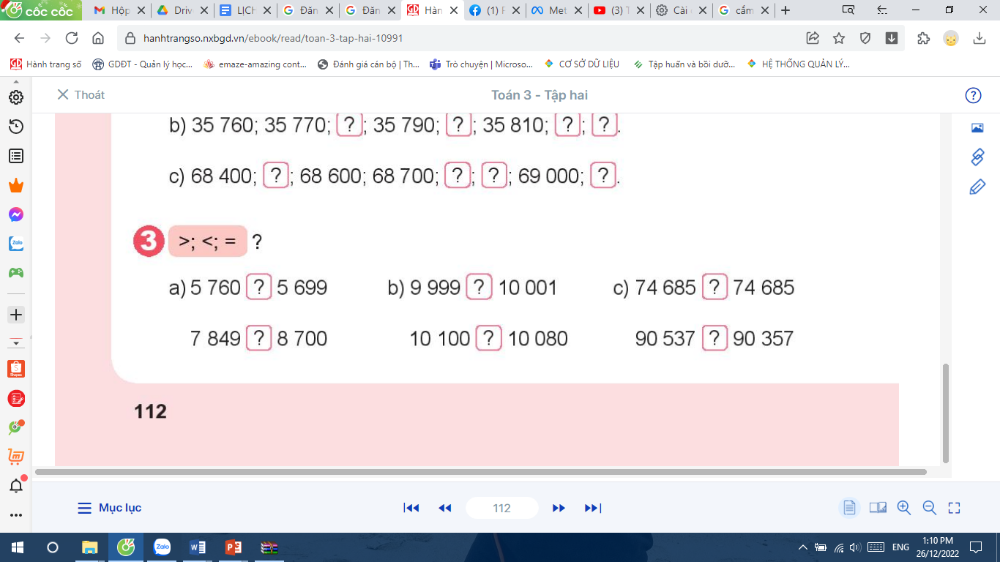 cốc cốc
Hộp
Driv
LỊCH
Đăn
Đăn
Hàn
(1) F
Met
(3) T
Cài
cắm
hanhtrangso.nxbgd.vn/ebook/read/toan-3-tap-hai-10991
Hành trang số GDĐT - Quản lý học... emaze-amazing cont... Đánh giá cán bộ | Th... Trò chuyện | Microso... CƠ SỞ DỮ LIỆU Tập huấn và bồi dưỡ... HỆ THỐNG QUẢN LÝ...
Thoát
Toán 3 - Tập hai
?
b) 35 760; 35 770; ?; 35 790; ?; 35 810; ?; ?.
c) 68 400; ?; 68 600; 68 700; ?; ?; 69 000; ?.
3 >; <; = ?
a) 5 760 ? 5 699 b) 9 999 ? 10 001 c) 74 685 ? 74 685
7 849 ? 8 700 10 100 ? 10 080 90 537 ? 90 357
112
Mục lục
112
Zalo
Shopee
Zalo
W
P
ENG
1:10 PM
26/12/2022